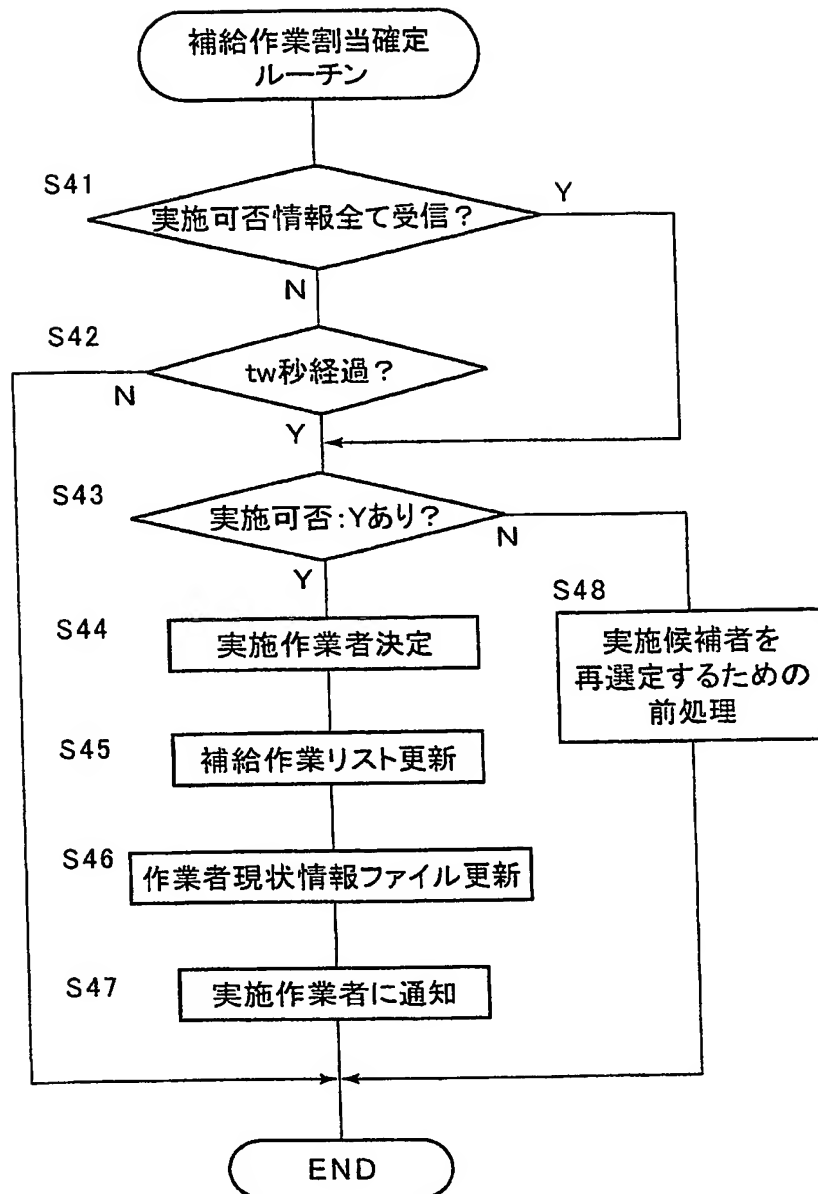 補給作業割当確定
ルーチン
S41
実施可否情報全て受信?
Y
N
S42
tw秒経過?
N
Y
S43
実施可否:Yあり?
N
Y
S44
実施作業者決定
S48
実施候補者を
再選定するための
前処理
S45
補給作業リスト更新
S46
作業者現状情報ファイル更新
S47
実施作業者に通知
END